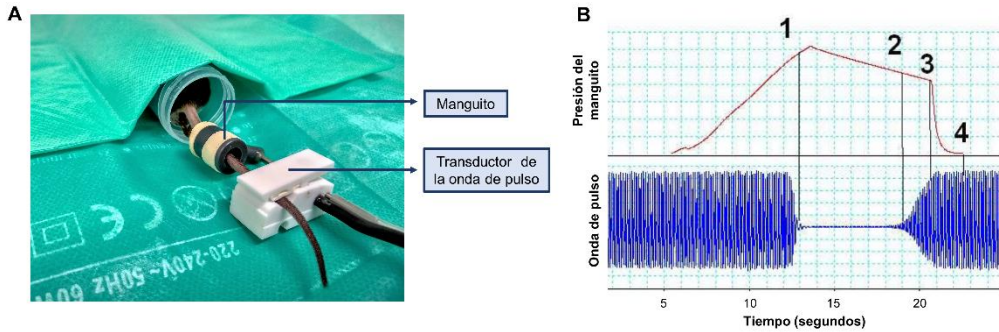 A
Manguito
Transductor de
la onda de pulso
220-240V~ 50Hz 60W
B
1
2
3
4
Presión del
manguito
Onda de pulso
5
10
15
20
Tiempo (segundos)